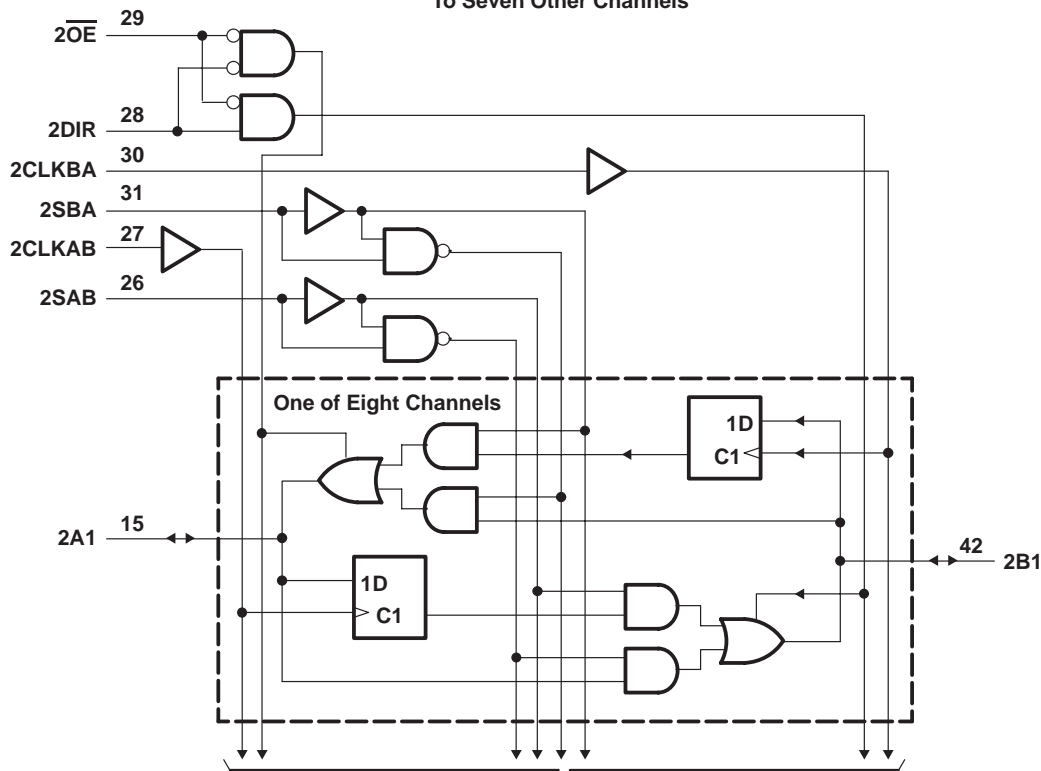 To Seven Other Channels
29
2OE
28
2DIR
30
2CLKBA
31
2SBA
27
2CLKAB
26
2SAB
One of Eight Channels
1D
C1
15
2A1
42
2B1
1D
C1